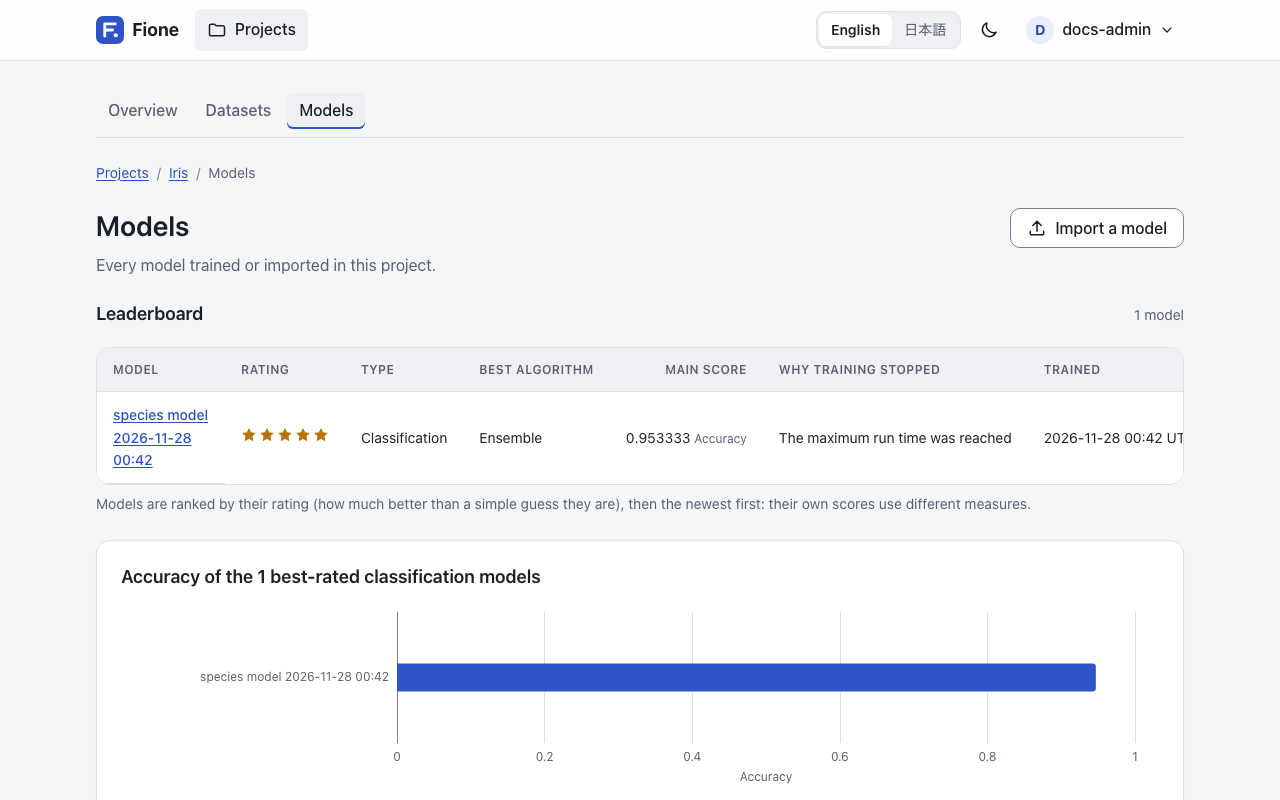 F. Fione
Projects
English
日本語
D
docs-admin
Overview
Datasets
Models
Projects / Iris / Models
Models
Import a model
Every model trained or imported in this project.
Leaderboard
1 model
MODEL RATING TYPE BEST ALGORITHM MAIN SCORE WHY TRAINING STOPPED TRAINED
species model
2026-11-28
00:42
Classification
Ensemble
0.953333 Accuracy
The maximum run time was reached
2026-11-28 00:42 UT
Models are ranked by their rating (how much better than a simple guess they are), then the newest first: their own scores use different measures.
Accuracy of the 1 best-rated classification models
species model 2026-11-28 00:42
0 0.2 0.4 0.6 0.8 1
Accuracy